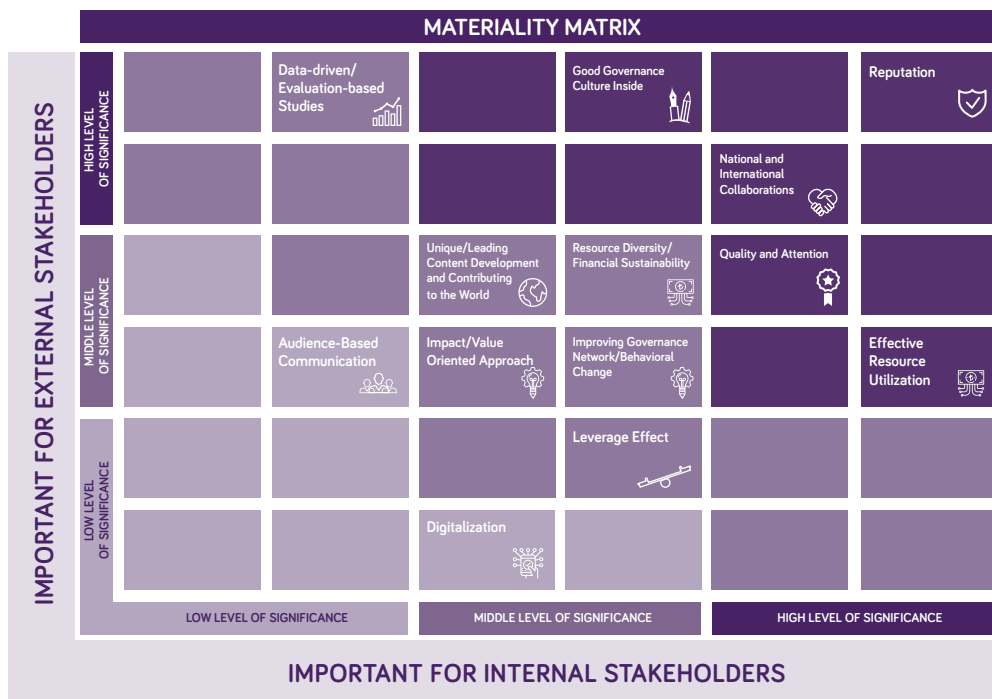 MATERIALITY MATRIX
IMPORTANT FOR EXTERNAL STAKEHOLDERS
HIGH LEVEL
OF SIGNIFICANCE
Data-driven/
Evaluation-based
Studies
Good Governance
Culture Inside
Reputation
National and
International
Collaborations
MIDDLE LEVEL
OF SIGNIFICANCE
Unique/Leading
Content Development
and Contributing
to the World
Resource Diversity/
Financial Sustainability
Quality and Attention
Audience-Based
Communication
Impact/Value
Oriented Approach
Improving Governance
Network/Behavioral
Change
Effective
Resource
Utilization
LOW LEVEL
OF SIGNIFICANCE
Leverage Effect
Digitalization
LOW LEVEL OF SIGNIFICANCE
MIDDLE LEVEL OF SIGNIFICANCE
HIGH LEVEL OF SIGNIFICANCE
IMPORTANT FOR INTERNAL STAKEHOLDERS